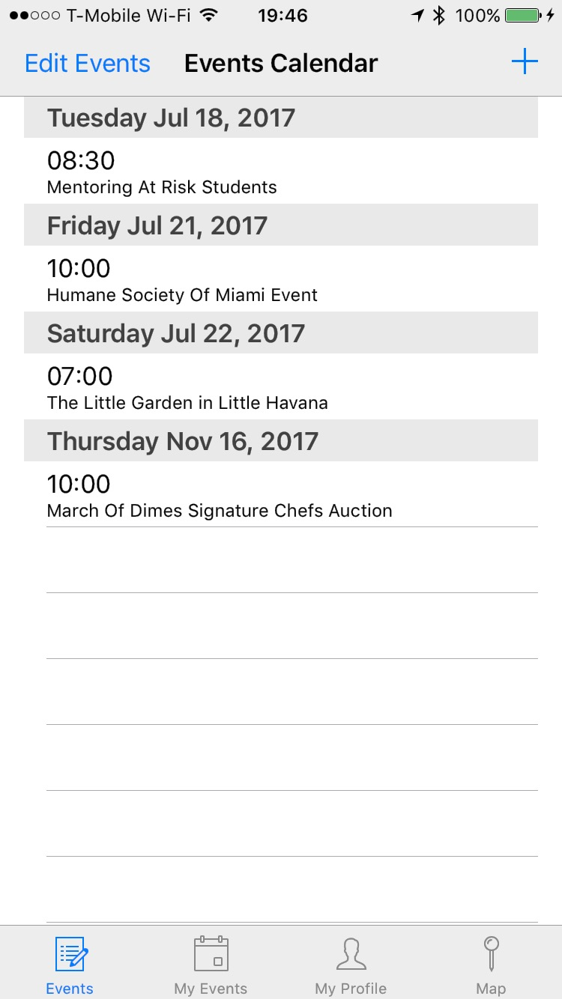 T-Mobile Wi-Fi 19:46 100%
Edit Events Events Calendar +
Tuesday Jul 18, 2017
08:30
Mentoring At Risk Students
Friday Jul 21, 2017
10:00
Humane Society Of Miami Event
Saturday Jul 22, 2017
07:00
The Little Garden in Little Havana
Thursday Nov 16, 2017
10:00
March Of Dimes Signature Chefs Auction
Events My Events My Profile Map